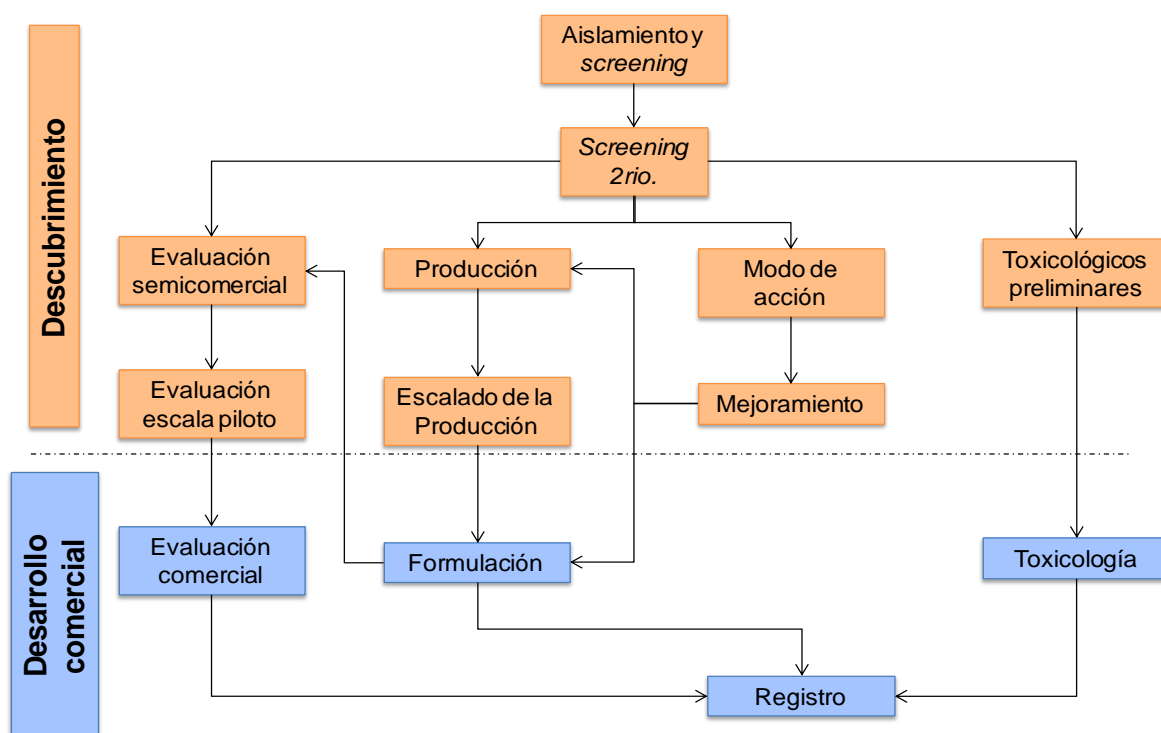 Descubrimiento
Aislamiento y
screening
Screening
2rio.
Evaluación
semicomercial
Producción
Modo de
acción
Toxicológicos
preliminares
Evaluación
escala piloto
Escalado de la
Producción
Mejoramiento
Desarrollo
comercial
Evaluación
comercial
Formulación
Toxicología
Registro